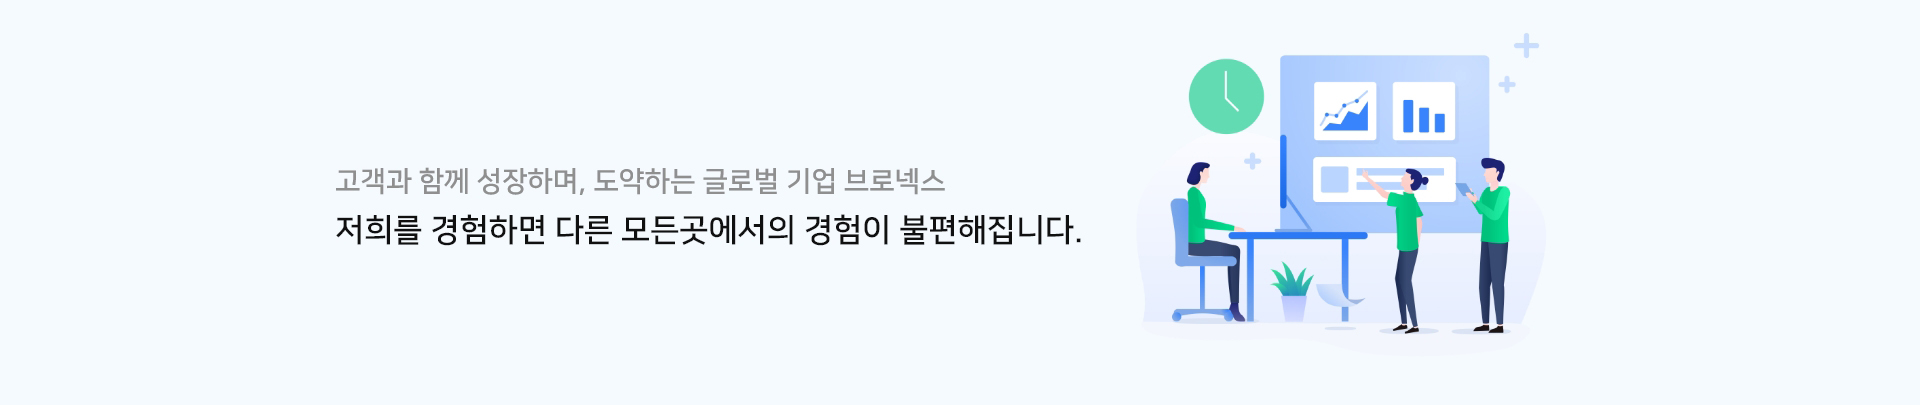 고객과 함께 성장하며, 도약하는 글로벌 기업 브로넥스
저희를 경험하면 다른 모든곳에서의 경험이 불편해집니다.